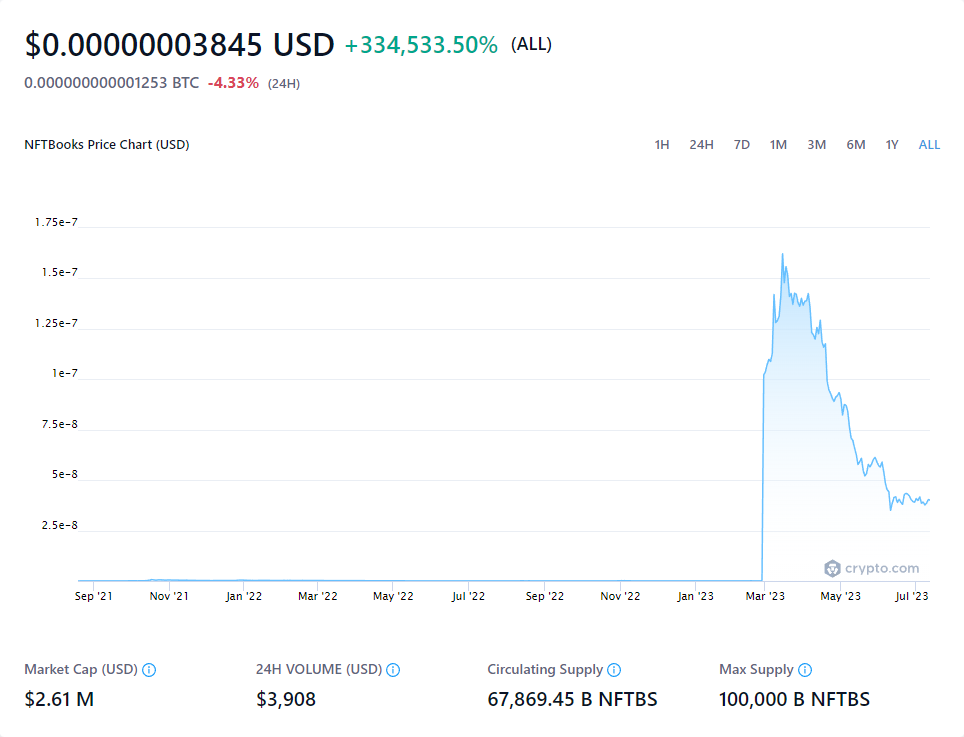 $0.00000003845 USD +334,533.50% (ALL)
0.000000000001253 BTC -4.33% (24H)
NFTBooks Price Chart (USD) 1H 24H 7D 1M 3M 6M 1Y ALL
1.75e-7
1.5e-7
1.25e-7
1e-7
7.5e-8
5e-8
2.5e-8
crypto.com
Sep '21 Nov '21 Jan '22 Mar '22 May '22 Jul '22 Sep '22 Nov '22 Jan '23 Mar '23 May '23 Jul '23
Market Cap (USD) 24H VOLUME (USD) Circulating Supply Max Supply
$2.61 M $3,908 67,869.45 B NFTBS 100,000 B NFTBS